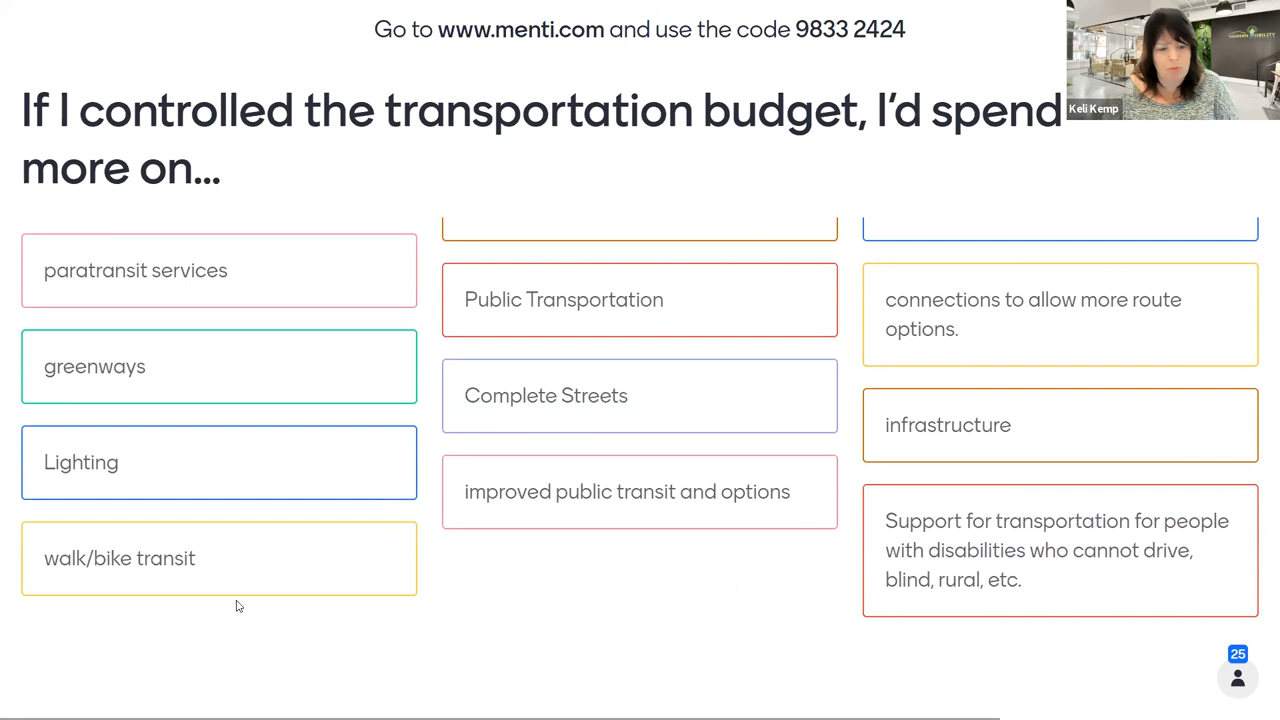 Go to www.menti.com and use the code 9833 2424
MODERN MOBILITY
Keli Kemp
If I controlled the transportation budget, I'd spend
more on...
paratransit services
greenways
Lighting
walk/bike transit
Public Transportation
Complete Streets
improved public transit and options
connections to allow more route
options.
infrastructure
Support for transportation for people
with disabilities who cannot drive,
blind, rural, etc.
25